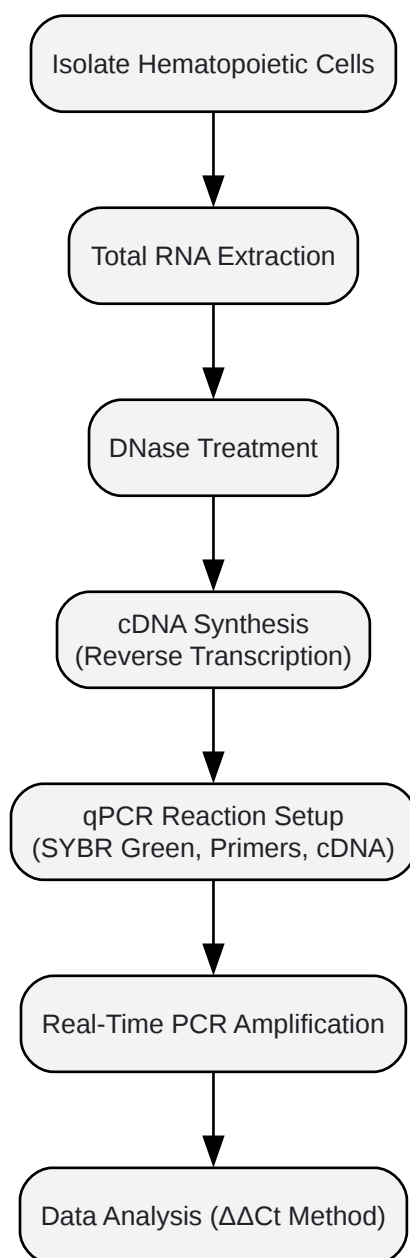 Isolate Hematopoietic Cells
Total RNA Extraction
DNase Treatment
cDNA Synthesis
(Reverse Transcription)
qPCR Reaction Setup
(SYBR Green, Primers, cDNA)
Real-Time PCR Amplification
Data Analysis (ΔΔCt Method)